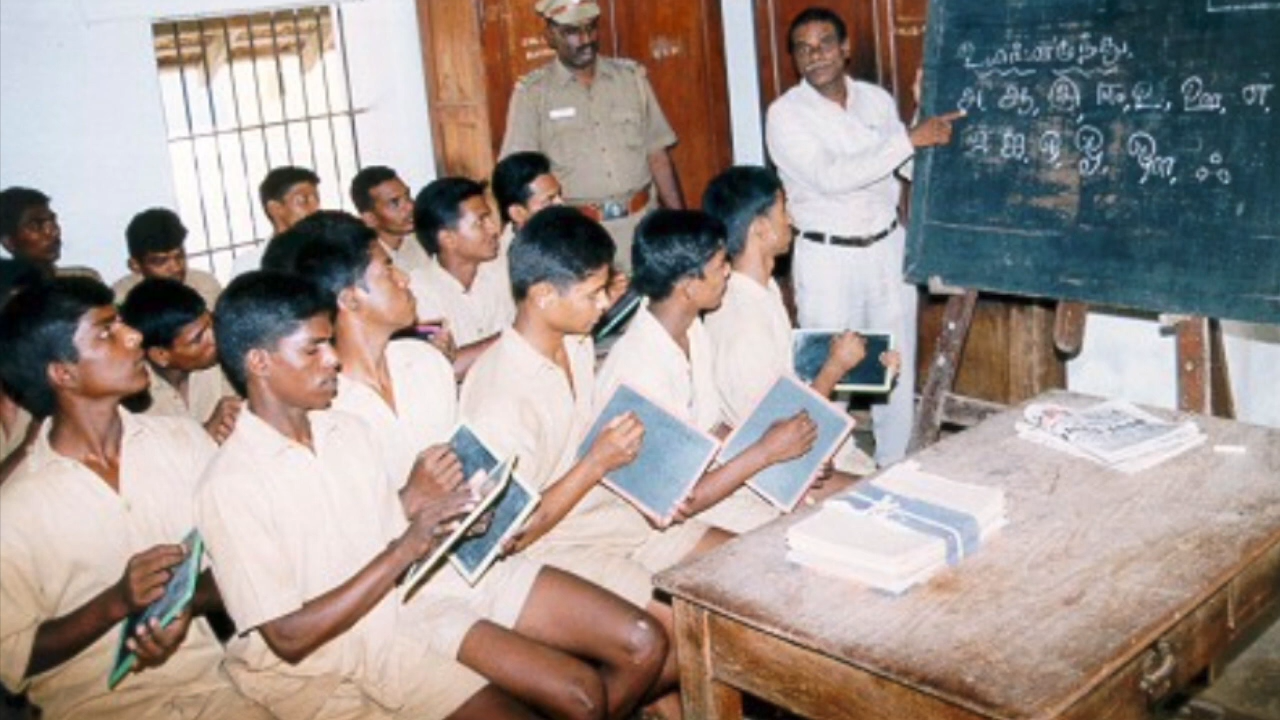 உயிரெழுத்து
அ, ஆ, இ, ஈ, உ, ஊ, எ,
ஏ ஐ, ஒ ஓ, ஔ, ஃ